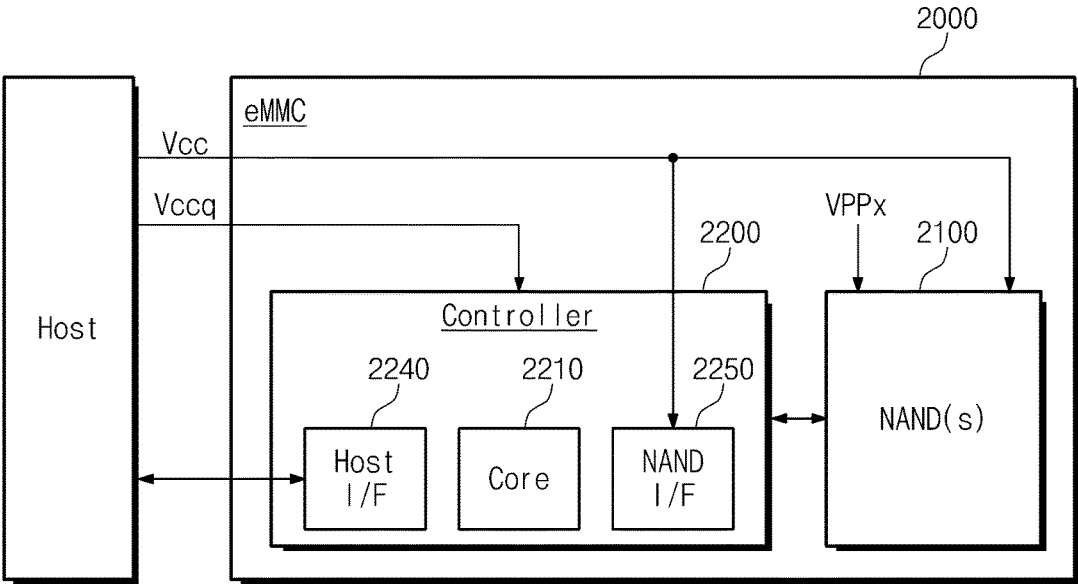 2000
eMMC
Vcc
Vccq
VPPx
2200
2100
Host
Controller
2240
2210
2250
NAND(s)
Host
I/F
Core
NAND
I/F